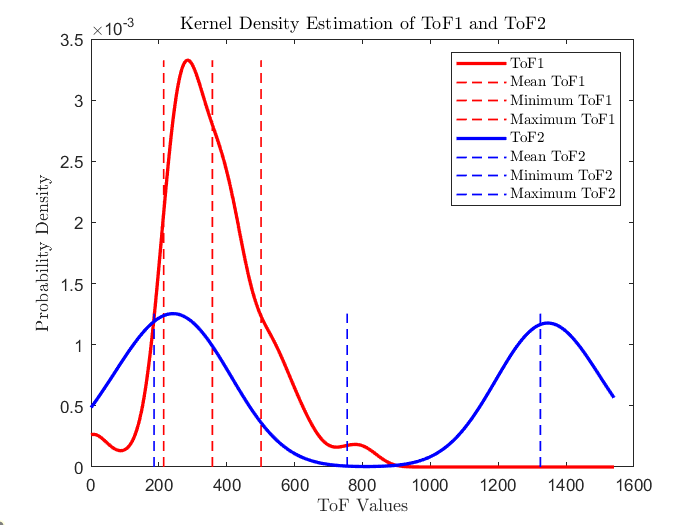 Kernel Density Estimation of ToF1 and ToF2
×10⁻³
3.5
3
2.5
2
1.5
1
0.5
0
Probability Density
ToF1
Mean ToF1
Minimum ToF1
Maximum ToF1
ToF2
Mean ToF2
Minimum ToF2
Maximum ToF2
0 200 400 600 800 1000 1200 1400 1600
ToF Values